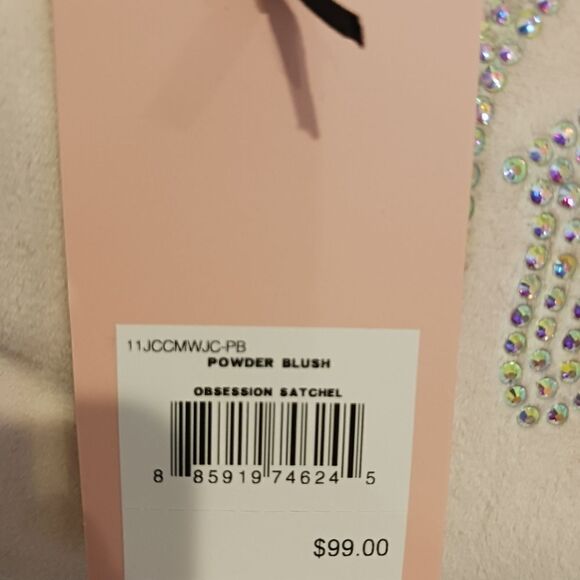 11JCCMWJC-PB
POWDER BLUSH
OBSESSION SATCHEL
8 85919 74624 5
$99.00